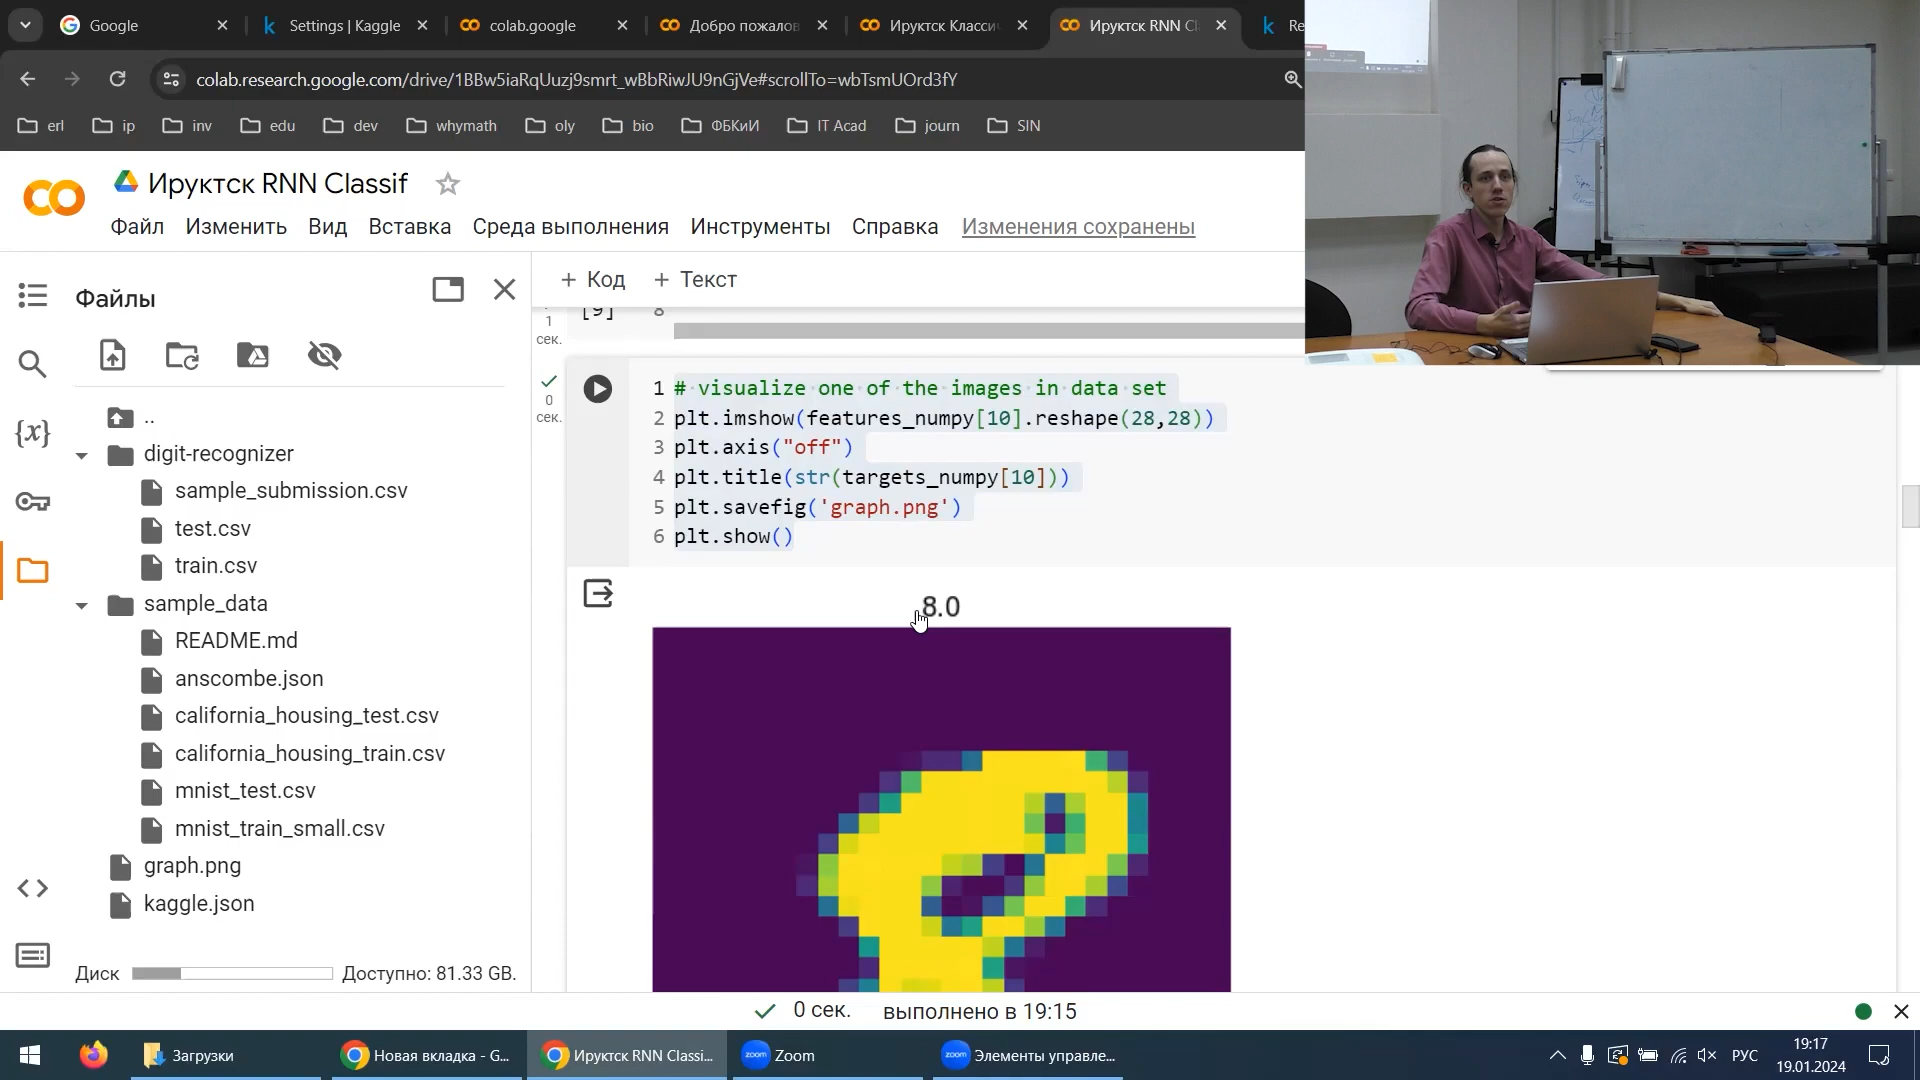 Google
Settings | Kaggle
colab.google
Добро пожалов
Ируктск Класси
Ируктск RNN Cl
Re
colab.research.google.com/drive/1BBw5iaRqUuzj9smrt_wBbRiwJU9nGjVe#scrollTo=wbTsmUOrd3fY
erl ip inv edu dev whymath oly bio ФБКиИ IT Acad journ SIN
Ируктск RNN Classif
Файл Изменить Вид Вставка Среда выполнения Инструменты Справка Изменения сохранены
+ Код + Текст
Файлы
..
digit-recognizer
sample_submission.csv
test.csv
train.csv
sample_data
README.md
anscombe.json
california_housing_test.csv
california_housing_train.csv
mnist_test.csv
mnist_train_small.csv
graph.png
kaggle.json
Диск Доступно: 81.33 GB.
1
сек.
[9] 8
0
сек.
1 # visualize one of the images in data set
2 plt.imshow(features_numpy[10].reshape(28,28))
3 plt.axis("off")
4 plt.title(str(targets_numpy[10]))
5 plt.savefig('graph.png')
6 plt.show()
8.0
0 сек. выполнено в 19:15
Загрузки
Новая вкладка - G...
Ируктск RNN Classi...
zoom Zoom
zoom Элементы управле...
РУС
19:17
19.01.2024